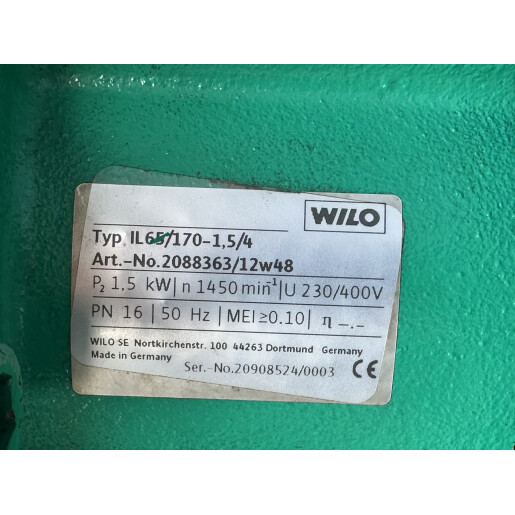 WILO
Typ IL65/170-1,5/4
Art.-No.2088363/12w48
P₂ 1,5 kW | n 1450 min⁻¹ | U 230/400V
PN 16 | 50 Hz | MEI ≥0.10 | η –.–
WILO SE Nortkirchenstr. 100 44263 Dortmund Germany
Made in Germany
Ser.-No.20908524/0003 CE